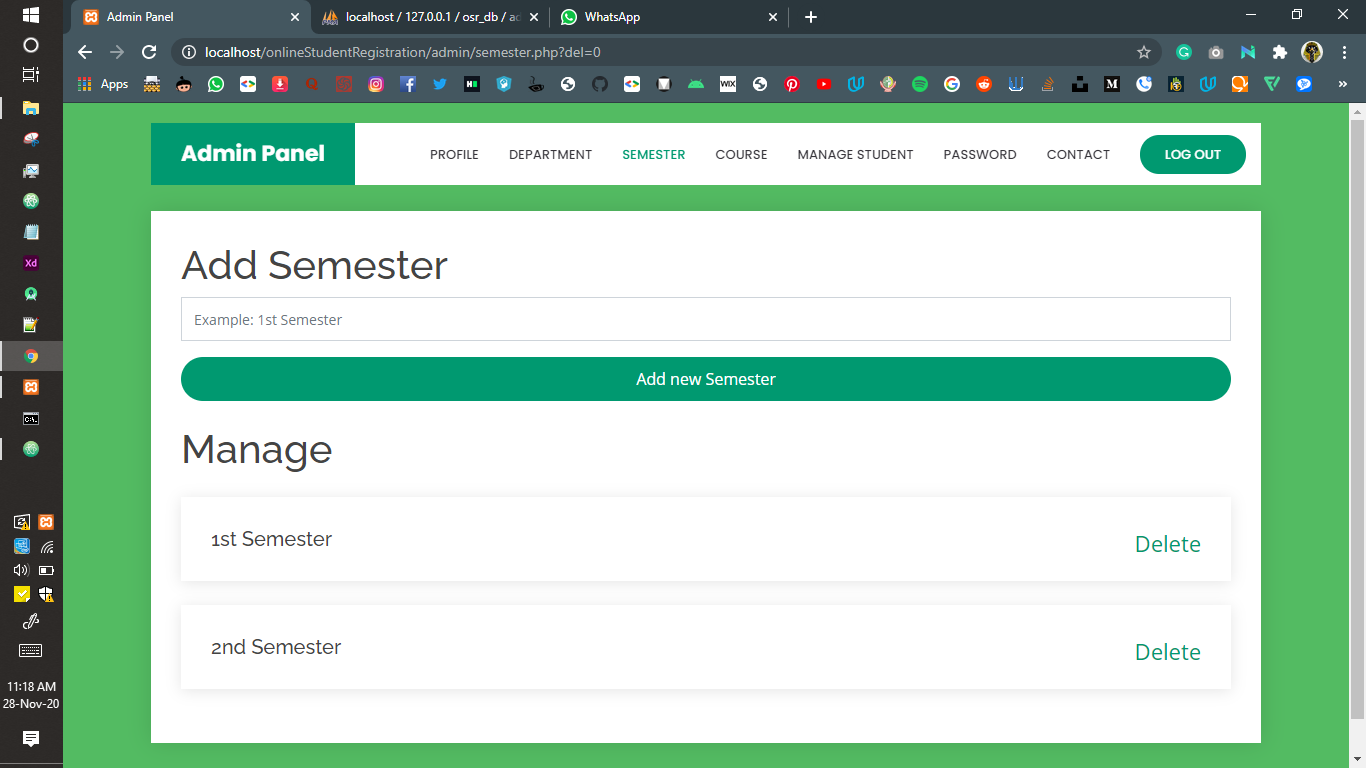 Admin Panel
localhost / 127.0.0.1 / osr_db / ad
WhatsApp
localhost/onlineStudentRegistration/admin/semester.php?del=0
Apps
WIX
M
Xd
Admin Panel
PROFILE
DEPARTMENT
SEMESTER
COURSE
MANAGE STUDENT
PASSWORD
CONTACT
LOG OUT
Add Semester
Example: 1st Semester
Add new Semester
Manage
1st Semester
Delete
2nd Semester
Delete
11:18 AM
28-Nov-20